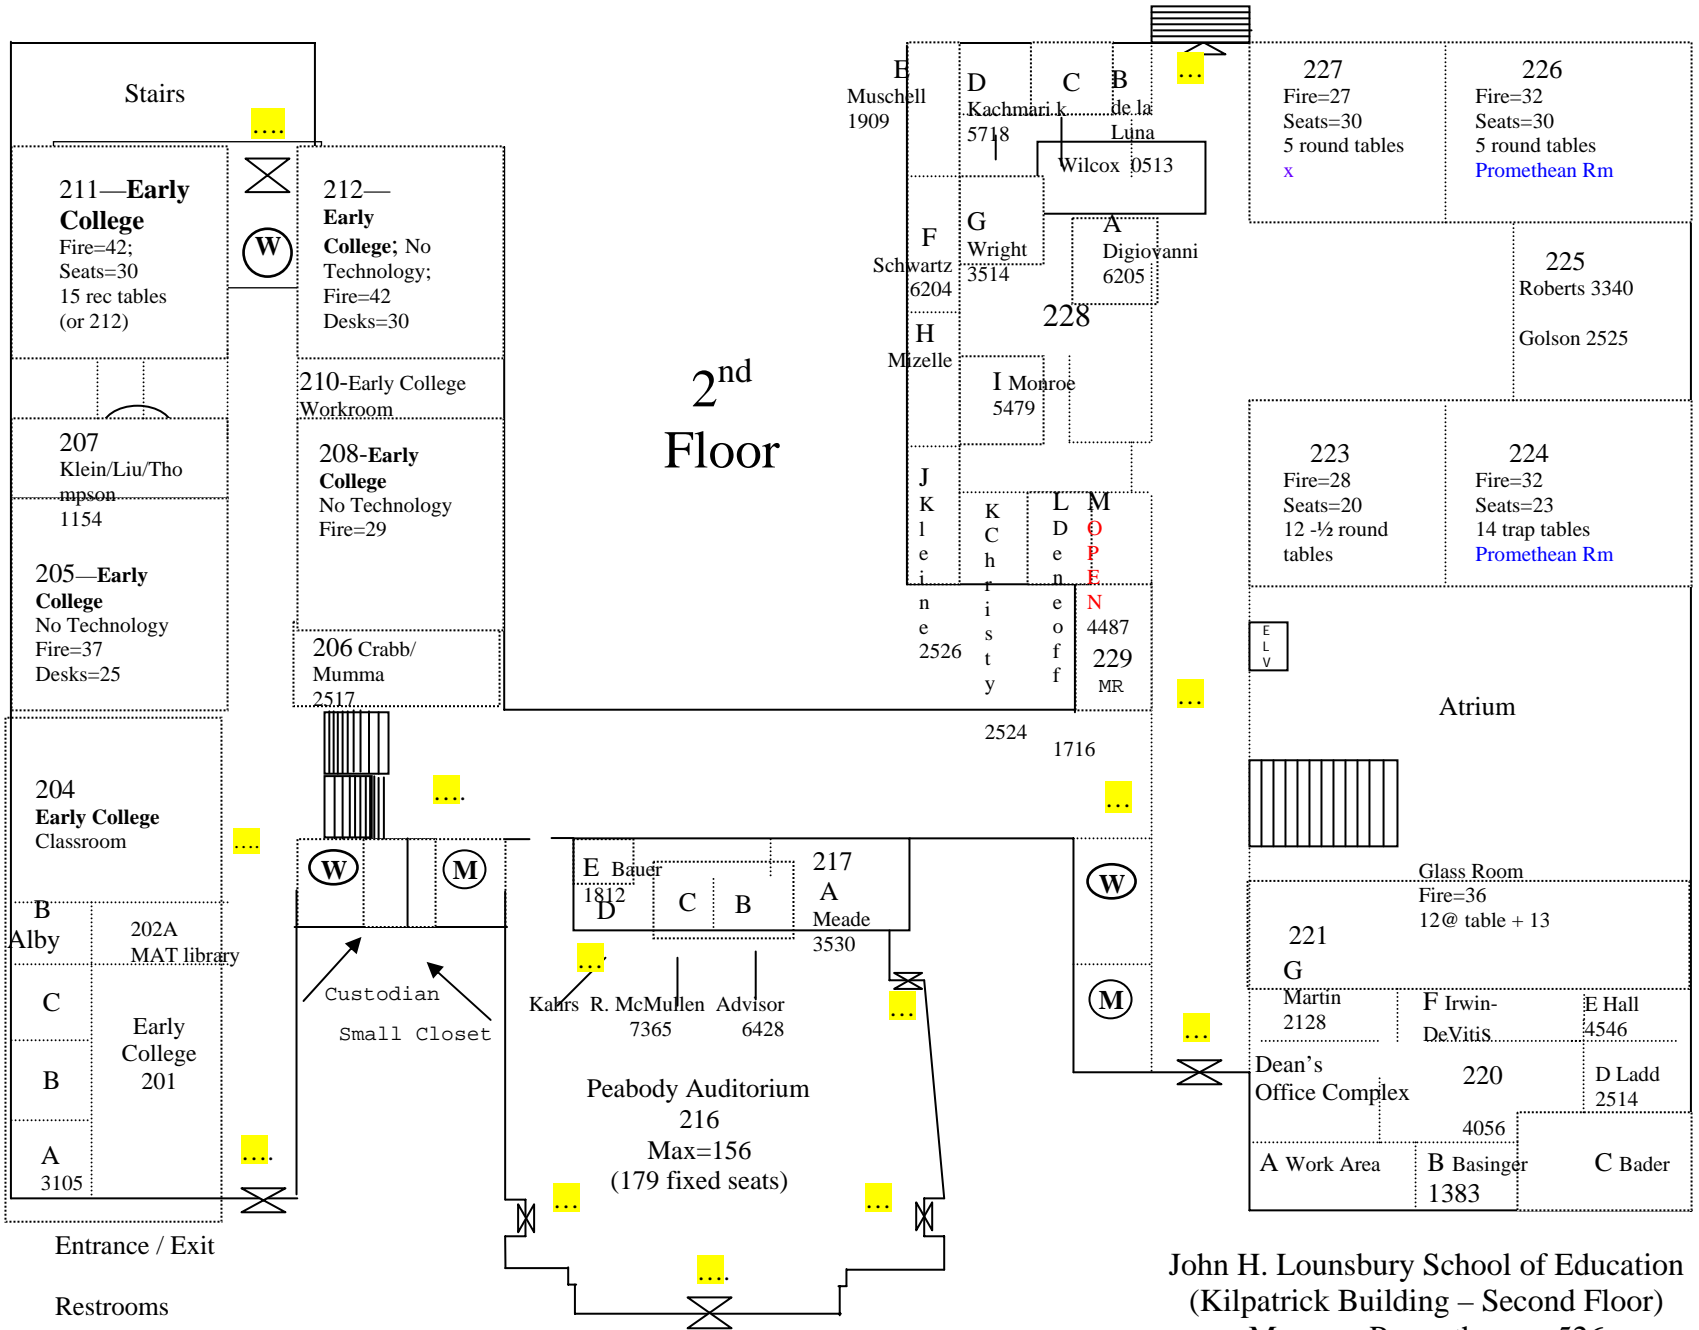 Stairs
....
211—Early
College
Fire=42;
Seats=30
15 rec tables
(or 212)
W
212—
Early
College; No
Technology;
Fire=42
Desks=30
210-Early College
Workroom
207
Klein/Liu/Tho
mpson
1154
208-Early
College
No Technology
Fire=29
205—Early
College
No Technology
Fire=37
Desks=25
206 Crabb/
Mumma
2517
204
Early College
Classroom
....
....
W
M
B
Alby
202A
MAT library
C
B
A
3105
Early
College
201
Custodian
Small Closet
....
Entrance / Exit
Restrooms
2nd
Floor
E
Muschell
1909
D
Kachmari k
5718
C
B
de la
Luna
Wilcox 0513
...
F
Schwartz
6204
G
Wright
3514
A
Digiovanni
6205
228
H
Mizelle
I Monroe
5479
J
Kleine
2526
K
Christy
2524
L
Deneoff
1716
M
OPEN
4487
229
MR
...
...
227
Fire=27
Seats=30
5 round tables
x
226
Fire=32
Seats=30
5 round tables
Promethean Rm
225
Roberts 3340
Golson 2525
223
Fire=28
Seats=20
12 -½ round
tables
224
Fire=32
Seats=23
14 trap tables
Promethean Rm
ELV
Atrium
E Bauer
1812
D
C
B
217
A
Meade
3530
...
Kahrs R. McMullen Advisor
7365 6428
...
Peabody Auditorium
216
Max=156
(179 fixed seats)
...
...
....
W
M
...
Glass Room
Fire=36
12@ table + 13
221
G
Martin
2128
F Irwin-
DeVitis
E Hall
4546
Dean's
Office Complex
220
4056
D Ladd
2514
A Work Area
B Basinger
1383
C Bader
John H. Lounsbury School of Education
(Kilpatrick Building – Second Floor)